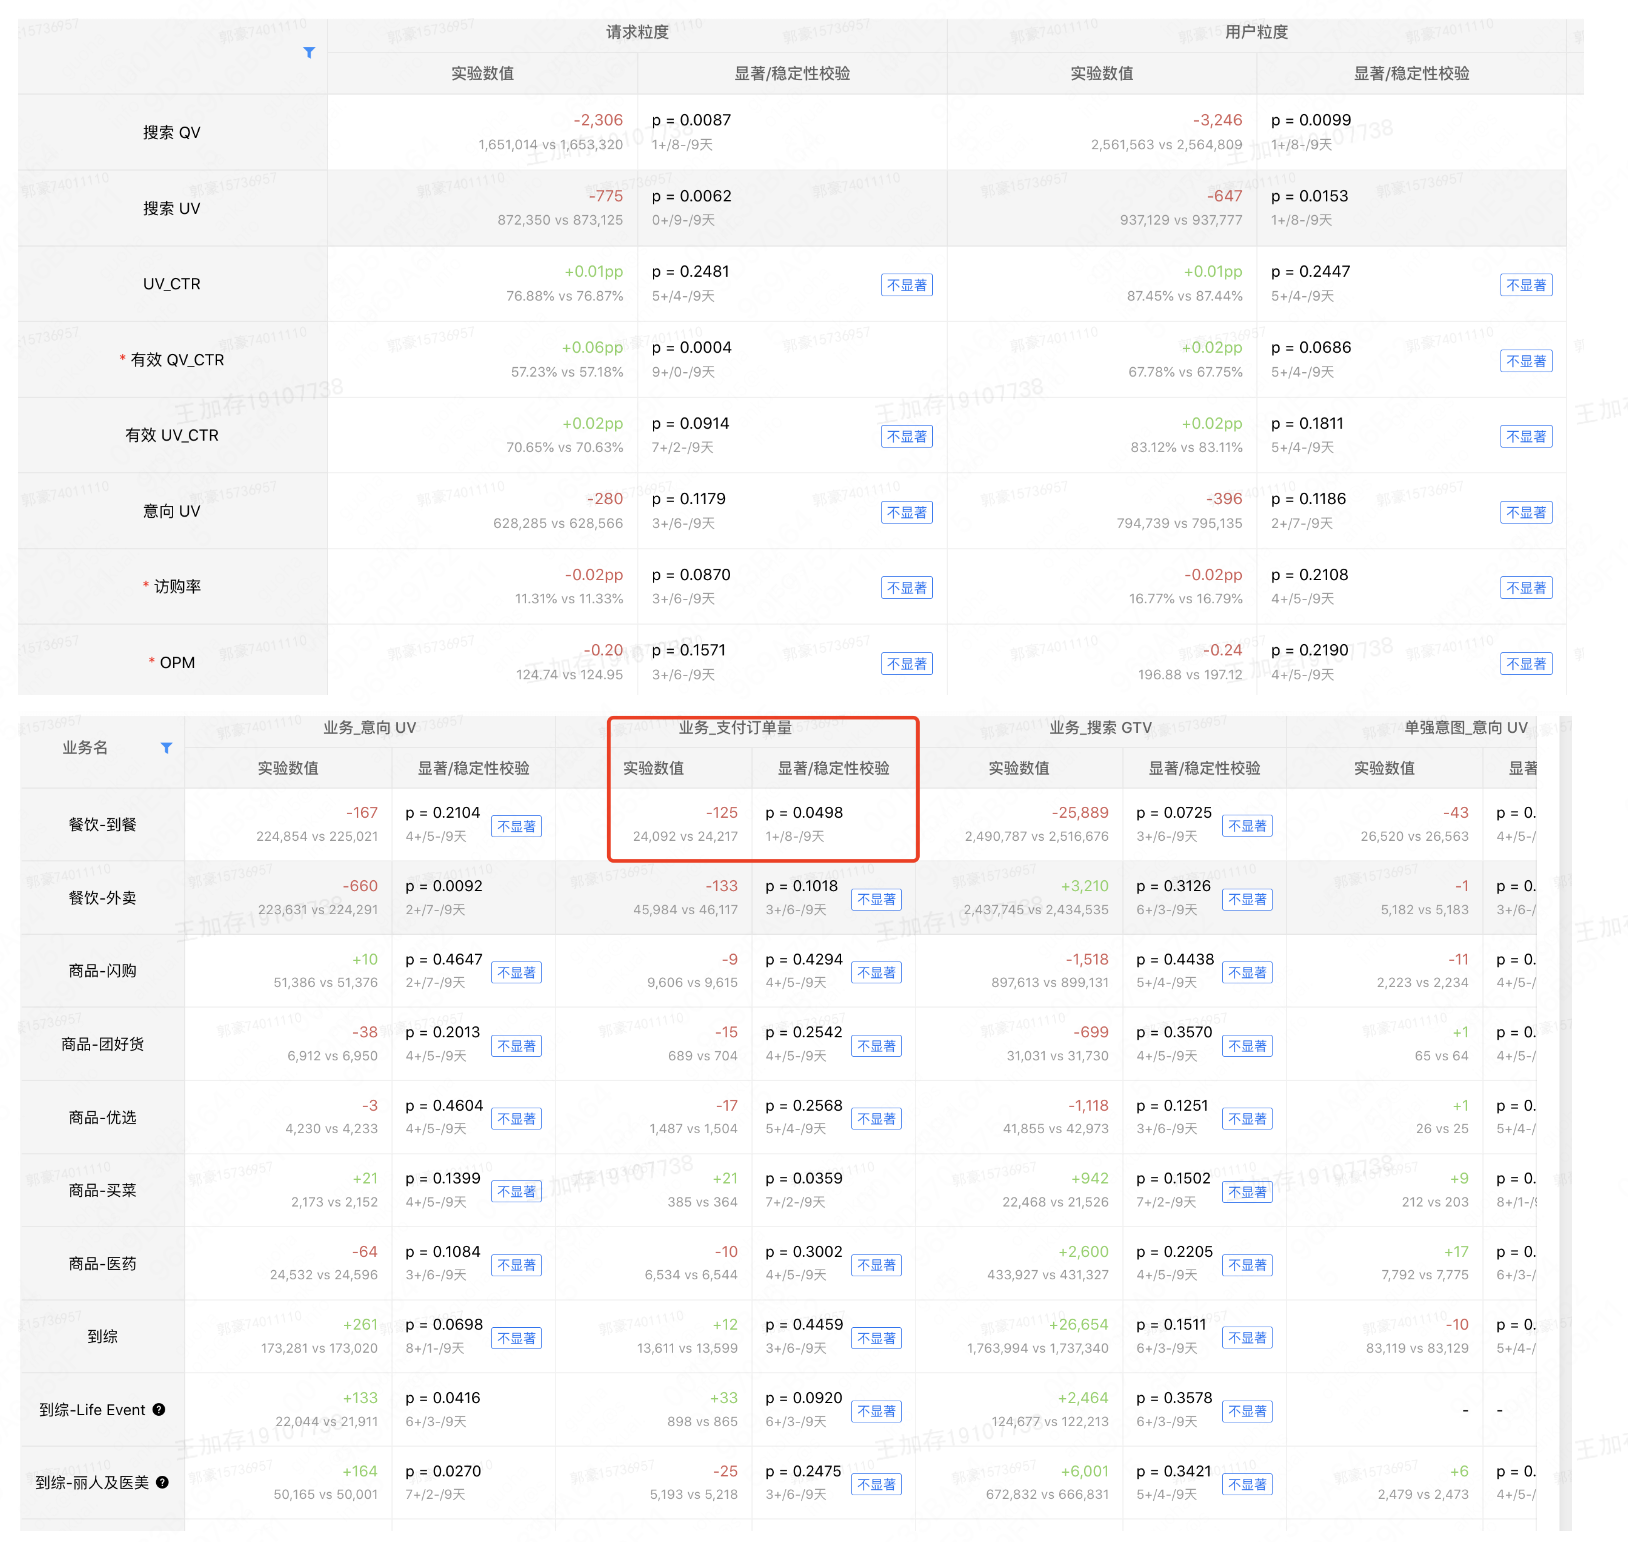 请求粒度 用户粒度
实验数值 显著/稳定性校验 实验数值 显著/稳定性校验
搜索 QV -2,306 p = 0.0087 -3,246 p = 0.0099
1,651,014 vs 1,653,320 1+/8-/9天 2,561,563 vs 2,564,809 1+/8-/9天
搜索 UV -775 p = 0.0062 -647 p = 0.0153
872,350 vs 873,125 0+/9-/9天 937,129 vs 937,777 1+/8-/9天
UV_CTR +0.01pp p = 0.2481 不显著 +0.01pp p = 0.2447 不显著
76.88% vs 76.87% 5+/4-/9天 87.45% vs 87.44% 5+/4-/9天
* 有效 QV_CTR +0.06pp p = 0.0004 +0.02pp p = 0.0686 不显著
57.23% vs 57.18% 9+/0-/9天 67.78% vs 67.75% 5+/4-/9天
有效 UV_CTR +0.02pp p = 0.0914 不显著 +0.02pp p = 0.1811 不显著
70.65% vs 70.63% 7+/2-/9天 83.12% vs 83.11% 5+/4-/9天
意向 UV -280 p = 0.1179 不显著 -396 p = 0.1186 不显著
628,285 vs 628,566 3+/6-/9天 794,739 vs 795,135 2+/7-/9天
* 访购率 -0.02pp p = 0.0870 不显著 -0.02pp p = 0.2108 不显著
11.31% vs 11.33% 3+/6-/9天 16.77% vs 16.79% 4+/5-/9天
* OPM -0.20 p = 0.1571 不显著 -0.24 p = 0.2190 不显著
124.74 vs 124.95 3+/6-/9天 196.88 vs 197.12 4+/5-/9天
业务名 业务_意向 UV 业务_支付订单量 业务_搜索 GTV 单强意图_意向 UV
实验数值 显著/稳定性校验 实验数值 显著/稳定性校验 实验数值 显著/稳定性校验 实验数值 显著
餐饮-到餐 -167 p = 0.2104 不显著 -125 p = 0.0498 -25,889 p = 0.0725 不显著 -43 p = 0.
224,854 vs 225,021 4+/5-/9天 24,092 vs 24,217 1+/8-/9天 2,490,787 vs 2,516,676 3+/6-/9天 26,520 vs 26,563 4+/5-/
餐饮-外卖 -660 p = 0.0092 -133 p = 0.1018 不显著 +3,210 p = 0.3126 不显著 -1 p = 0.
223,631 vs 224,291 2+/7-/9天 45,984 vs 46,117 3+/6-/9天 2,437,745 vs 2,434,535 6+/3-/9天 5,182 vs 5,183 3+/6-/
商品-闪购 +10 p = 0.4647 不显著 -9 p = 0.4294 不显著 -1,518 p = 0.4438 不显著 -11 p = 0.
51,386 vs 51,376 2+/7-/9天 9,606 vs 9,615 4+/5-/9天 897,613 vs 899,131 5+/4-/9天 2,223 vs 2,234 4+/5-/
商品-团好货 -38 p = 0.2013 不显著 -15 p = 0.2542 不显著 -699 p = 0.3570 不显著 +1 p = 0.
6,912 vs 6,950 4+/5-/9天 689 vs 704 4+/5-/9天 31,031 vs 31,730 4+/5-/9天 65 vs 64 4+/5-/
商品-优选 -3 p = 0.4604 不显著 -17 p = 0.2568 不显著 -1,118 p = 0.1251 不显著 +1 p = 0.
4,230 vs 4,233 4+/5-/9天 1,487 vs 1,504 5+/4-/9天 41,855 vs 42,973 3+/6-/9天 26 vs 25 5+/4-/
商品-买菜 +21 p = 0.1399 不显著 +21 p = 0.0359 +942 p = 0.1502 不显著 +9 p = 0.
2,173 vs 2,152 4+/5-/9天 385 vs 364 7+/2-/9天 22,468 vs 21,526 7+/2-/9天 212 vs 203 8+/1-/
商品-医药 -64 p = 0.1084 不显著 -10 p = 0.3002 不显著 +2,600 p = 0.2205 不显著 +17 p = 0.
24,532 vs 24,596 3+/6-/9天 6,534 vs 6,544 4+/5-/9天 433,927 vs 431,327 4+/5-/9天 7,792 vs 7,775 6+/3-/
到综 +261 p = 0.0698 不显著 +12 p = 0.4459 不显著 +26,654 p = 0.1511 不显著 -10 p = 0.
173,281 vs 173,020 8+/1-/9天 13,611 vs 13,599 3+/6-/9天 1,763,994 vs 1,737,340 6+/3-/9天 83,119 vs 83,129 5+/4-/
到综-Life Event +133 p = 0.0416 +33 p = 0.0920 不显著 +2,464 p = 0.3578 不显著 - -
22,044 vs 21,911 6+/3-/9天 898 vs 865 6+/3-/9天 124,677 vs 122,213 6+/3-/9天
到综-丽人及医美 +164 p = 0.0270 -25 p = 0.2475 不显著 +6,001 p = 0.3421 不显著 +6 p = 0.
50,165 vs 50,001 7+/2-/9天 5,193 vs 5,218 3+/6-/9天 672,832 vs 666,831 5+/4-/9天 2,479 vs 2,473 4+/5-/